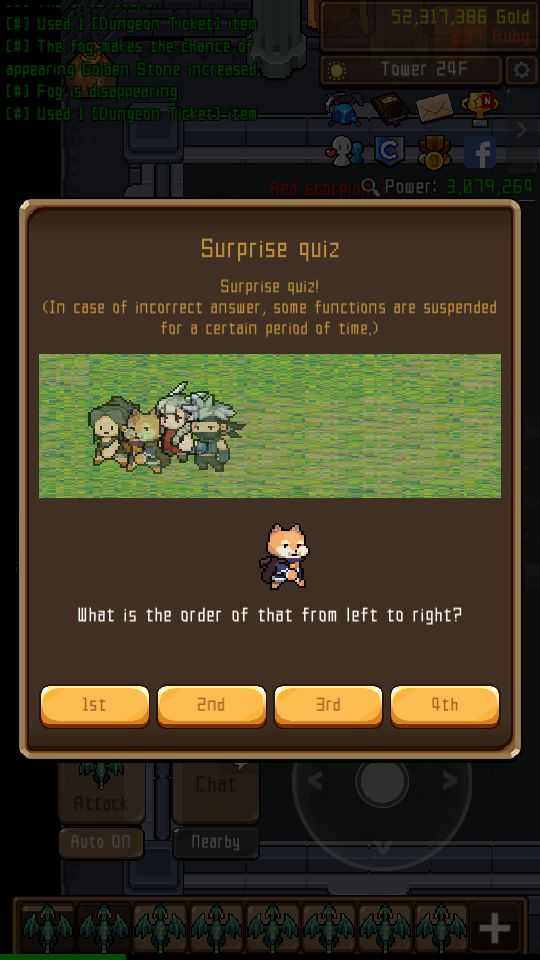 [#] Used 1 [Dungeon Ticket] item
[#] The fog makes the chance of
appearing Golden Stone increased.
[#] Fog is disappearing.
[#] Used 1 [Dungeon Ticket] item
52,317,386 Gold
Ruby
Tower 24F
N
C
f
Red scorpio
Power: 3,079,264
Surprise quiz
Surprise quiz!
(In case of incorrect answer, some functions are suspended
for a certain period of time.)
What is the order of that from left to right?
1st
2nd
3rd
4th
Attack
Chat
Auto ON
Nearby